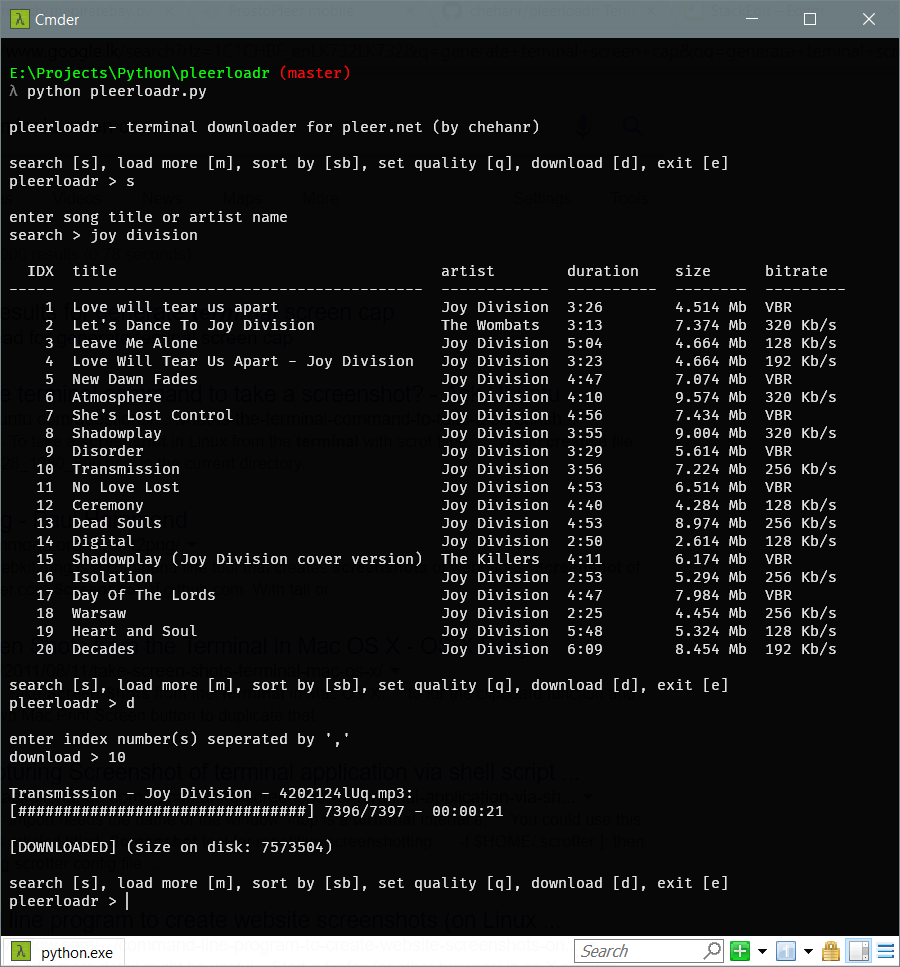 Cmder
E:\Projects\Python\pleerloadr (master)
λ python pleerloadr.py
pleerloadr - terminal downloader for pleer.net (by chehanr)
search [s], load more [m], sort by [sb], set quality [q], download [d], exit [e]
pleerloadr > s
enter song title or artist name
search > joy division
IDX title artist duration size bitrate
----- --------------------------------------- ------------ ---------- -------- ---------
1 Love will tear us apart Joy Division 3:26 4.514 Mb VBR
2 Let's Dance To Joy Division The Wombats 3:13 7.374 Mb 320 Kb/s
3 Leave Me Alone Joy Division 5:04 4.664 Mb 128 Kb/s
4 Love Will Tear Us Apart - Joy Division Joy Division 3:23 4.664 Mb 192 Kb/s
5 New Dawn Fades Joy Division 4:47 7.074 Mb VBR
6 Atmosphere Joy Division 4:10 9.574 Mb 320 Kb/s
7 She's Lost Control Joy Division 4:56 7.434 Mb VBR
8 Shadowplay Joy Division 3:55 9.004 Mb 320 Kb/s
9 Disorder Joy Division 3:29 5.614 Mb VBR
10 Transmission Joy Division 3:56 7.224 Mb 256 Kb/s
11 No Love Lost Joy Division 4:53 6.514 Mb VBR
12 Ceremony Joy Division 4:40 4.284 Mb 128 Kb/s
13 Dead Souls Joy Division 4:53 8.974 Mb 256 Kb/s
14 Digital Joy Division 2:50 2.614 Mb 128 Kb/s
15 Shadowplay (Joy Division cover version) The Killers 4:11 6.174 Mb VBR
16 Isolation Joy Division 2:53 5.294 Mb 256 Kb/s
17 Day Of The Lords Joy Division 4:47 7.984 Mb VBR
18 Warsaw Joy Division 2:25 4.454 Mb 256 Kb/s
19 Heart and Soul Joy Division 5:48 5.324 Mb 128 Kb/s
20 Decades Joy Division 6:09 8.454 Mb 192 Kb/s
search [s], load more [m], sort by [sb], set quality [q], download [d], exit [e]
pleerloadr > d
enter index number(s) seperated by ','
download > 10
Transmission - Joy Division - 4202124lUq.mp3:
[################################] 7396/7397 - 00:00:21
[DOWNLOADED] (size on disk: 7573504)
search [s], load more [m], sort by [sb], set quality [q], download [d], exit [e]
pleerloadr >
python.exe Search